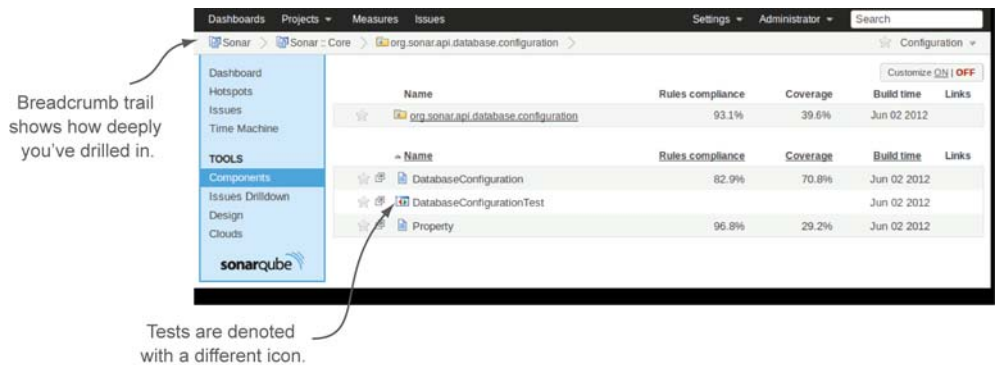 Dashboards Projects Measures Issues Settings Administrator Search
Sonar Sonar :: Core org.sonar.api.database.configuration Configuration
Breadcrumb trail
shows how deeply
you've drilled in.
Dashboard
Hotspots
Issues
Time Machine
TOOLS
Components
Issues Drilldown
Design
Clouds
sonarqube
Customize ON | OFF
Name Rules compliance Coverage Build time Links
org.sonar.api.database.configuration 93.1% 39.6% Jun 02 2012
Name Rules compliance Coverage Build time Links
DatabaseConfiguration 82.9% 70.8% Jun 02 2012
DatabaseConfigurationTest Jun 02 2012
Property 96.8% 29.2% Jun 02 2012
Tests are denoted
with a different icon.